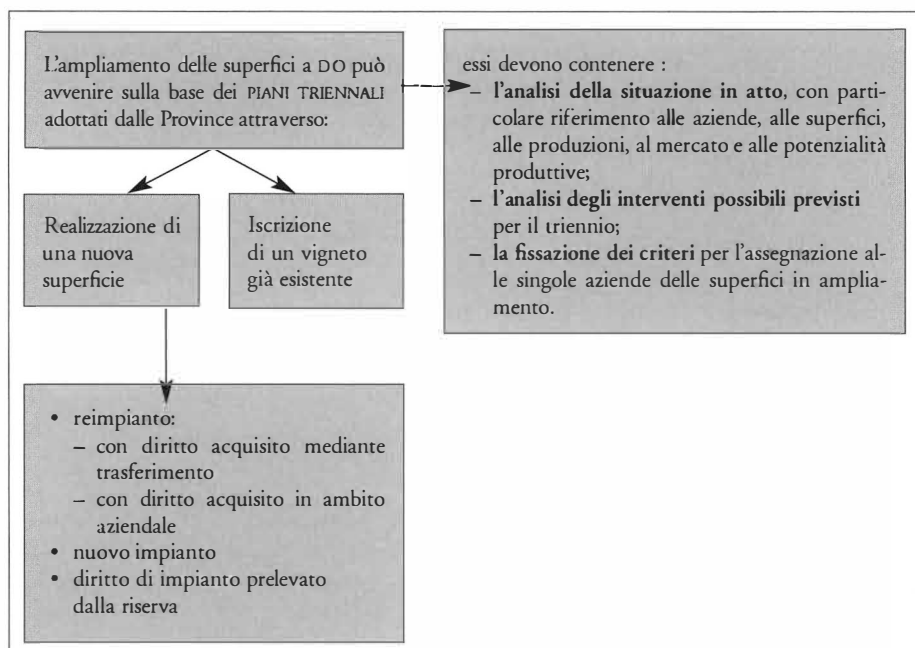 L'ampliamento delle superfici a DO può
avvenire sulla base dei PIANI TRIENNALI
adottati dalle Province attraverso:
essi devono contenere :
– l'analisi della situazione in atto, con parti-
colare riferimento alle aziende, alle superfici,
alle produzioni, al mercato e alle potenzialità
produttive;
– l'analisi degli interventi possibili previsti
per il triennio;
– la fissazione dei criteri per l'assegnazione al-
le singole aziende delle superfici in amplia-
mento.
Realizzazione di
una nuova
superficie
Iscrizione
di un vigneto
già esistente
• reimpianto:
– con diritto acquisito mediante
trasferimento
– con diritto acquisito in ambito
aziendale
• nuovo impianto
• diritto di impianto prelevato
dalla riserva